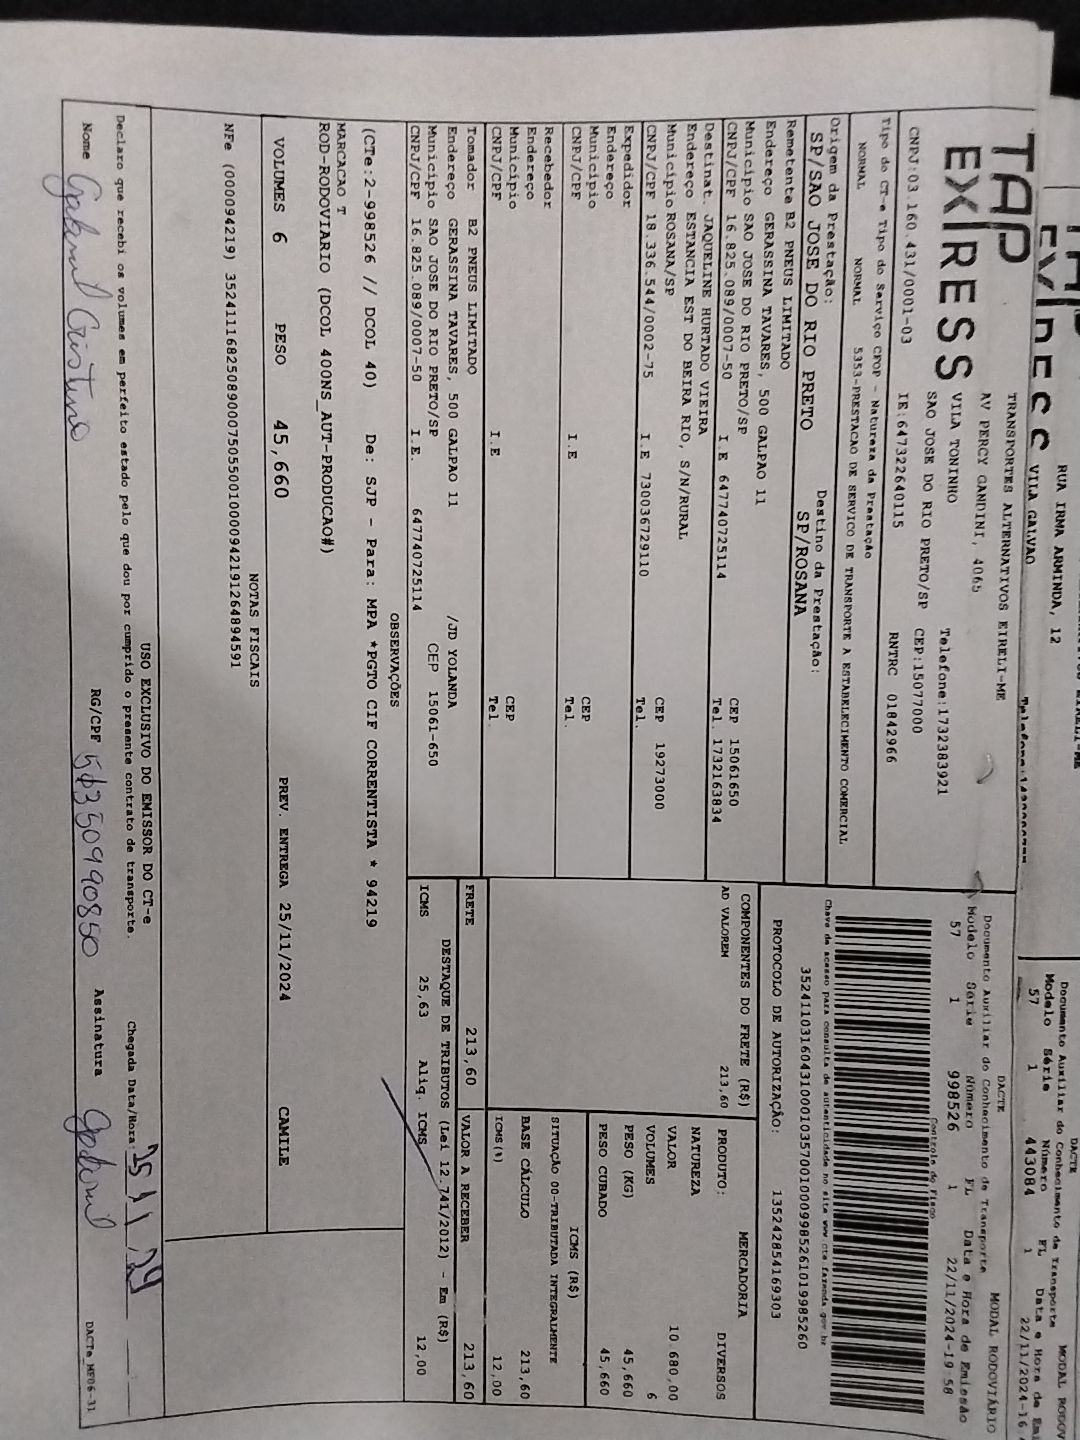 RUA IRMA ARMINDA, 12
VILA GALVAO
DACTE
Documento Auxiliar do Conhecimento de Transporte
MODAL RODOV
Modelo Série Número FL Data e Hora de Emi
57 1 443084 1 22/11/2024-16.
TAP EXPRESS
TRANSPORTES ALTERNATIVOS EIRELI-ME
AV PERCY GANDINI, 4065
VILA TONINHO Telefone:1732383921
SAO JOSE DO RIO PRETO/SP CEP:15077000
CNPJ:03.160.431/0001-03 IE:647322640115 RNTRC 01842966
DACTE
Documento Auxiliar do Conhecimento de Transporte
MODAL RODOVIÁRIO
Modelo Série Número FL Data e Hora de Emissão
57 1 998526 1 22/11/2024-19:58
Controle do Fisco
Chave de acesso para consulta de autenticidade no site www.cte.fazenda.gov.br
35241103160431000103570010009985261019985260
PROTOCOLO DE AUTORIZAÇÃO: 135242854169303
Tipo do CT-e Tipo do Serviço CFOP - Natureza da Prestação
NORMAL NORMAL 5353-PRESTACAO DE SERVICO DE TRANSPORTE A ESTABELECIMENTO COMERCIAL
Origem da Prestação: Destino da Prestação:
SP/SAO JOSE DO RIO PRETO SP/ROSANA
Remetente B2 PNEUS LIMITADO
Endereço GERASSINA TAVARES, 500 GALPAO 11
Município SAO JOSE DO RIO PRETO/SP CEP 15061650
CNPJ/CPF 16.825.089/0007-50 I.E 647740725114 Tel. 1732163834
Destinat. JAQUELINE HURTADO VIEIRA
Endereço ESTANCIA EST DO BEIRA RIO, S/N/RURAL
Município ROSANA/SP CEP 19273000
CNPJ/CPF 18.336.544/0002-75 I.E 730036729110 Tel.
Expedidor
Endereço
Município CEP
CNPJ/CPF I.E Tel.
Recebedor
Endereço
Município CEP
CNPJ/CPF I.E Tel.
Tomador B2 PNEUS LIMITADO
Endereço GERASSINA TAVARES, 500 GALPAO 11 /JD YOLANDA
Município SAO JOSE DO RIO PRETO/SP CEP 15061-650
CNPJ/CPF 16.825.089/0007-50 I.E. 647740725114
COMPONENTES DO FRETE (R$)
AD VALOREM 213,60
MERCADORIA
PRODUTO: DIVERSOS
NATUREZA
VALOR 10.680,00
VOLUMES 6
PESO (KG) 45,660
PESO CUBADO 45,660
ICMS (R$)
SITUAÇÃO 00-TRIBUTADA INTEGRALMENTE
BASE CÁLCULO 213,60
ICMS(%) 12,00
FRETE 213,60 VALOR A RECEBER 213,60
DESTAQUE DE TRIBUTOS (Lei 12.741/2012) - Em (R$)
ICMS 25,63 Aliq. ICMS 12,00
OBSERVAÇÕES
(CTe:2-998526 // DCOL 40) De: SJP - Para: MPA *PGTO CIF CORRENTISTA * 94219
MARCACAO T
ROD-RODOVIARIO (DCOL 400NS_AUT-PRODUCAO#)
VOLUMES 6 PESO 45,660 PREV. ENTREGA 25/11/2024 CAMILE
NOTAS FISCAIS
NFe (000094219) 35241116825089000750550010000942191264894591
USO EXCLUSIVO DO EMISSOR DO CT-e
Declaro que recebi os volumes em perfeito estado pelo que dou por cumprido o presente contrato de transporte. Chegada Data/Hora:
Nome Gabriel Cristino RG/CPF Assinatura Gabriel
DACTe_MF06-31